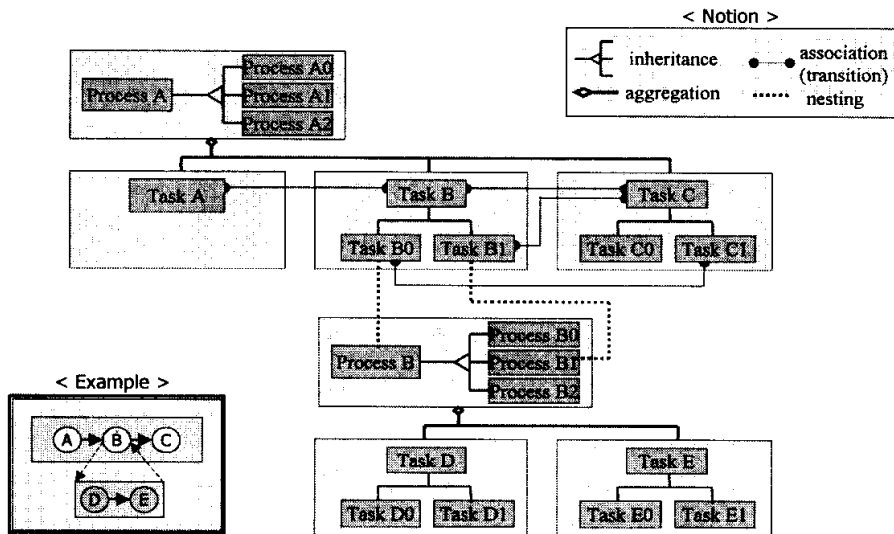 < Notion >
inheritance
association
(transition)
aggregation
nesting
Process A
Process A0
Process A1
Process A2
Task A
Task B
Task C
Task B0
Task B1
Task C0
Task C1
Process B
Process B0
Process B1
Process B2
< Example >
A
B
C
D
E
Task D
Task E
Task D0
Task D1
Task E0
Task E1